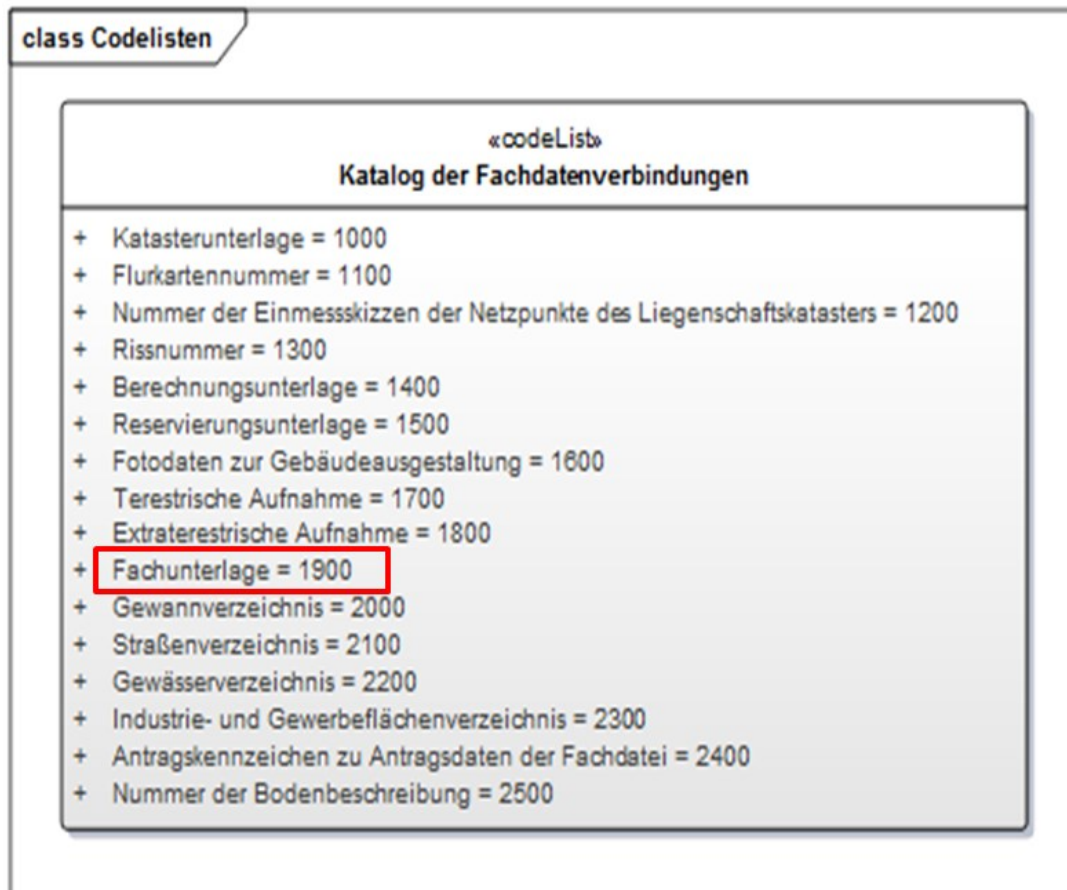 class Codelisten
«codeList»
Katalog der Fachdatenverbindungen
+ Katasterunterlage = 1000
+ Flurkartennummer = 1100
+ Nummer der Einmessskizzen der Netzpunkte des Liegenschaftskatasters = 1200
+ Rissnummer = 1300
+ Berechnungsunterlage = 1400
+ Reservierungsunterlage = 1500
+ Fotodaten zur Gebäudeausgestaltung = 1600
+ Terestrische Aufnahme = 1700
+ Extraterestrische Aufnahme = 1800
+ Fachunterlage = 1900
+ Gewannverzeichnis = 2000
+ Straßenverzeichnis = 2100
+ Gewässerverzeichnis = 2200
+ Industrie- und Gewerbeflächenverzeichnis = 2300
+ Antragskennzeichen zu Antragsdaten der Fachdatei = 2400
+ Nummer der Bodenbeschreibung = 2500